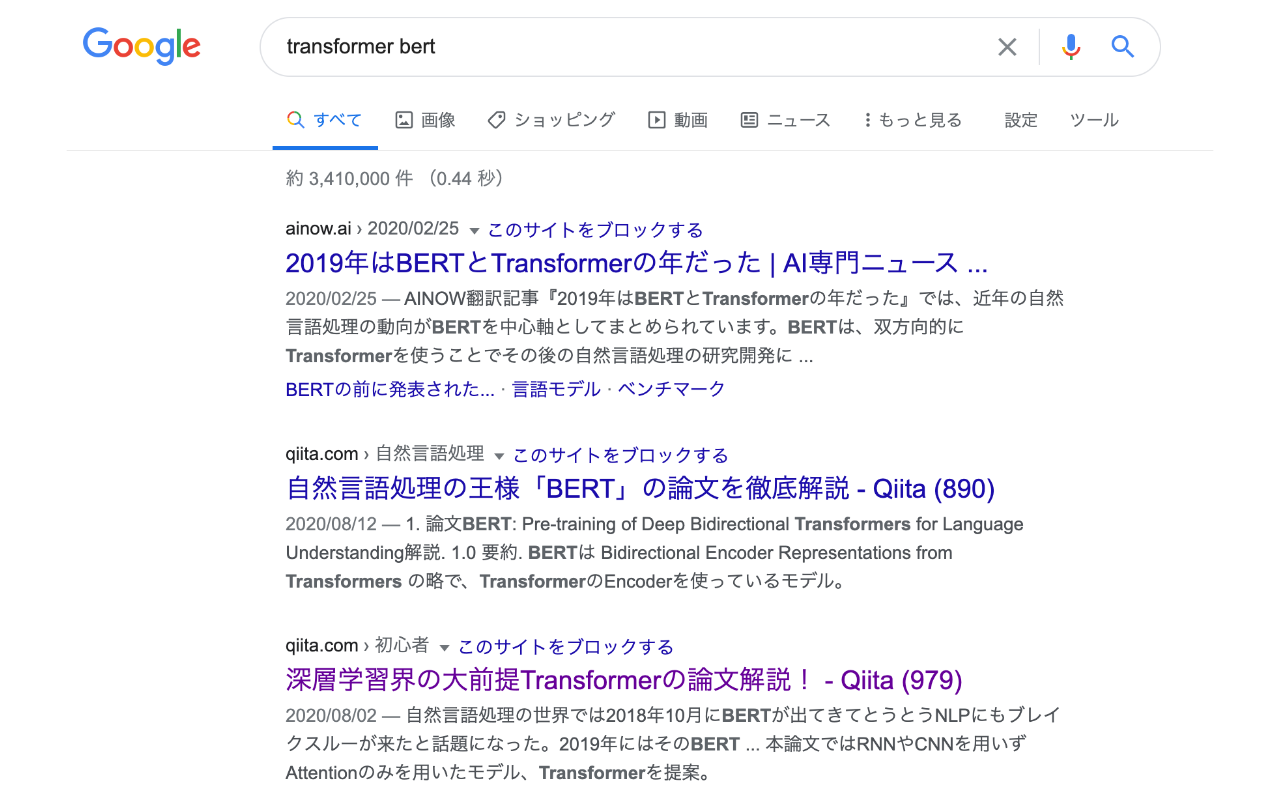 Google
transformer bert
すべて 画像 ショッピング 動画 ニュース もっと見る 設定 ツール
約 3,410,000 件 （0.44 秒）
ainow.ai › 2020/02/25 このサイトをブロックする
2019年はBERTとTransformerの年だった | AI専門ニュース ...
2020/02/25 — AINOW翻訳記事『2019年はBERTとTransformerの年だった』では、近年の自然
言語処理の動向がBERTを中心軸としてまとめられています。BERTは、双方向的に
Transformerを使うことでその後の自然言語処理の研究開発に ...
BERTの前に発表された... · 言語モデル · ベンチマーク
qiita.com › 自然言語処理 このサイトをブロックする
自然言語処理の王様「BERT」の論文を徹底解説 - Qiita (890)
2020/08/12 — 1. 論文BERT: Pre-training of Deep Bidirectional Transformers for Language
Understanding解説. 1.0 要約. BERTは Bidirectional Encoder Representations from
Transformers の略で、TransformerのEncoderを使っているモデル。
qiita.com › 初心者 このサイトをブロックする
深層学習界の大前提Transformerの論文解説！ - Qiita (979)
2020/08/02 — 自然言語処理の世界では2018年10月にBERTが出てきてとうとうNLPにもブレイ
クスルーが来たと話題になった。2019年にはそのBERT ... 本論文ではRNNやCNNを用いず
Attentionのみを用いたモデル、Transformerを提案。